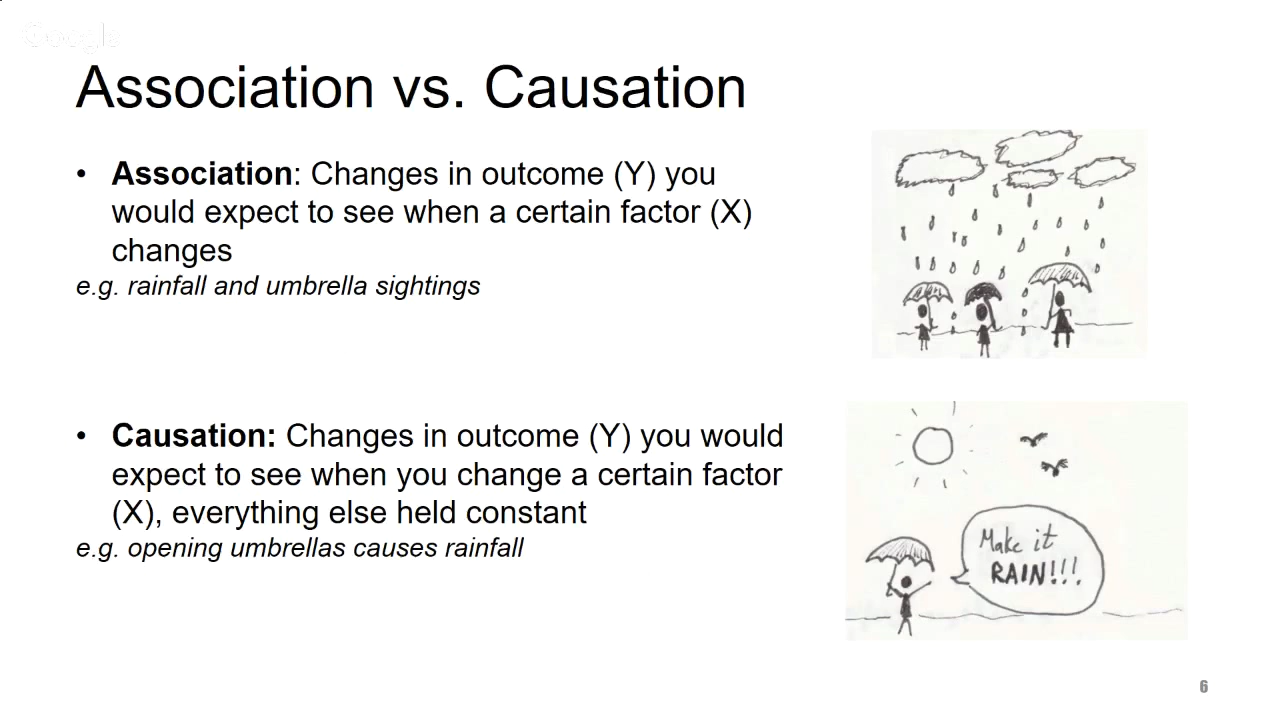 Google
Association vs. Causation
• Association: Changes in outcome (Y) you
would expect to see when a certain factor (X)
changes
e.g. rainfall and umbrella sightings
• Causation: Changes in outcome (Y) you would
expect to see when you change a certain factor
(X), everything else held constant
e.g. opening umbrellas causes rainfall
Make it
RAIN!!!
6